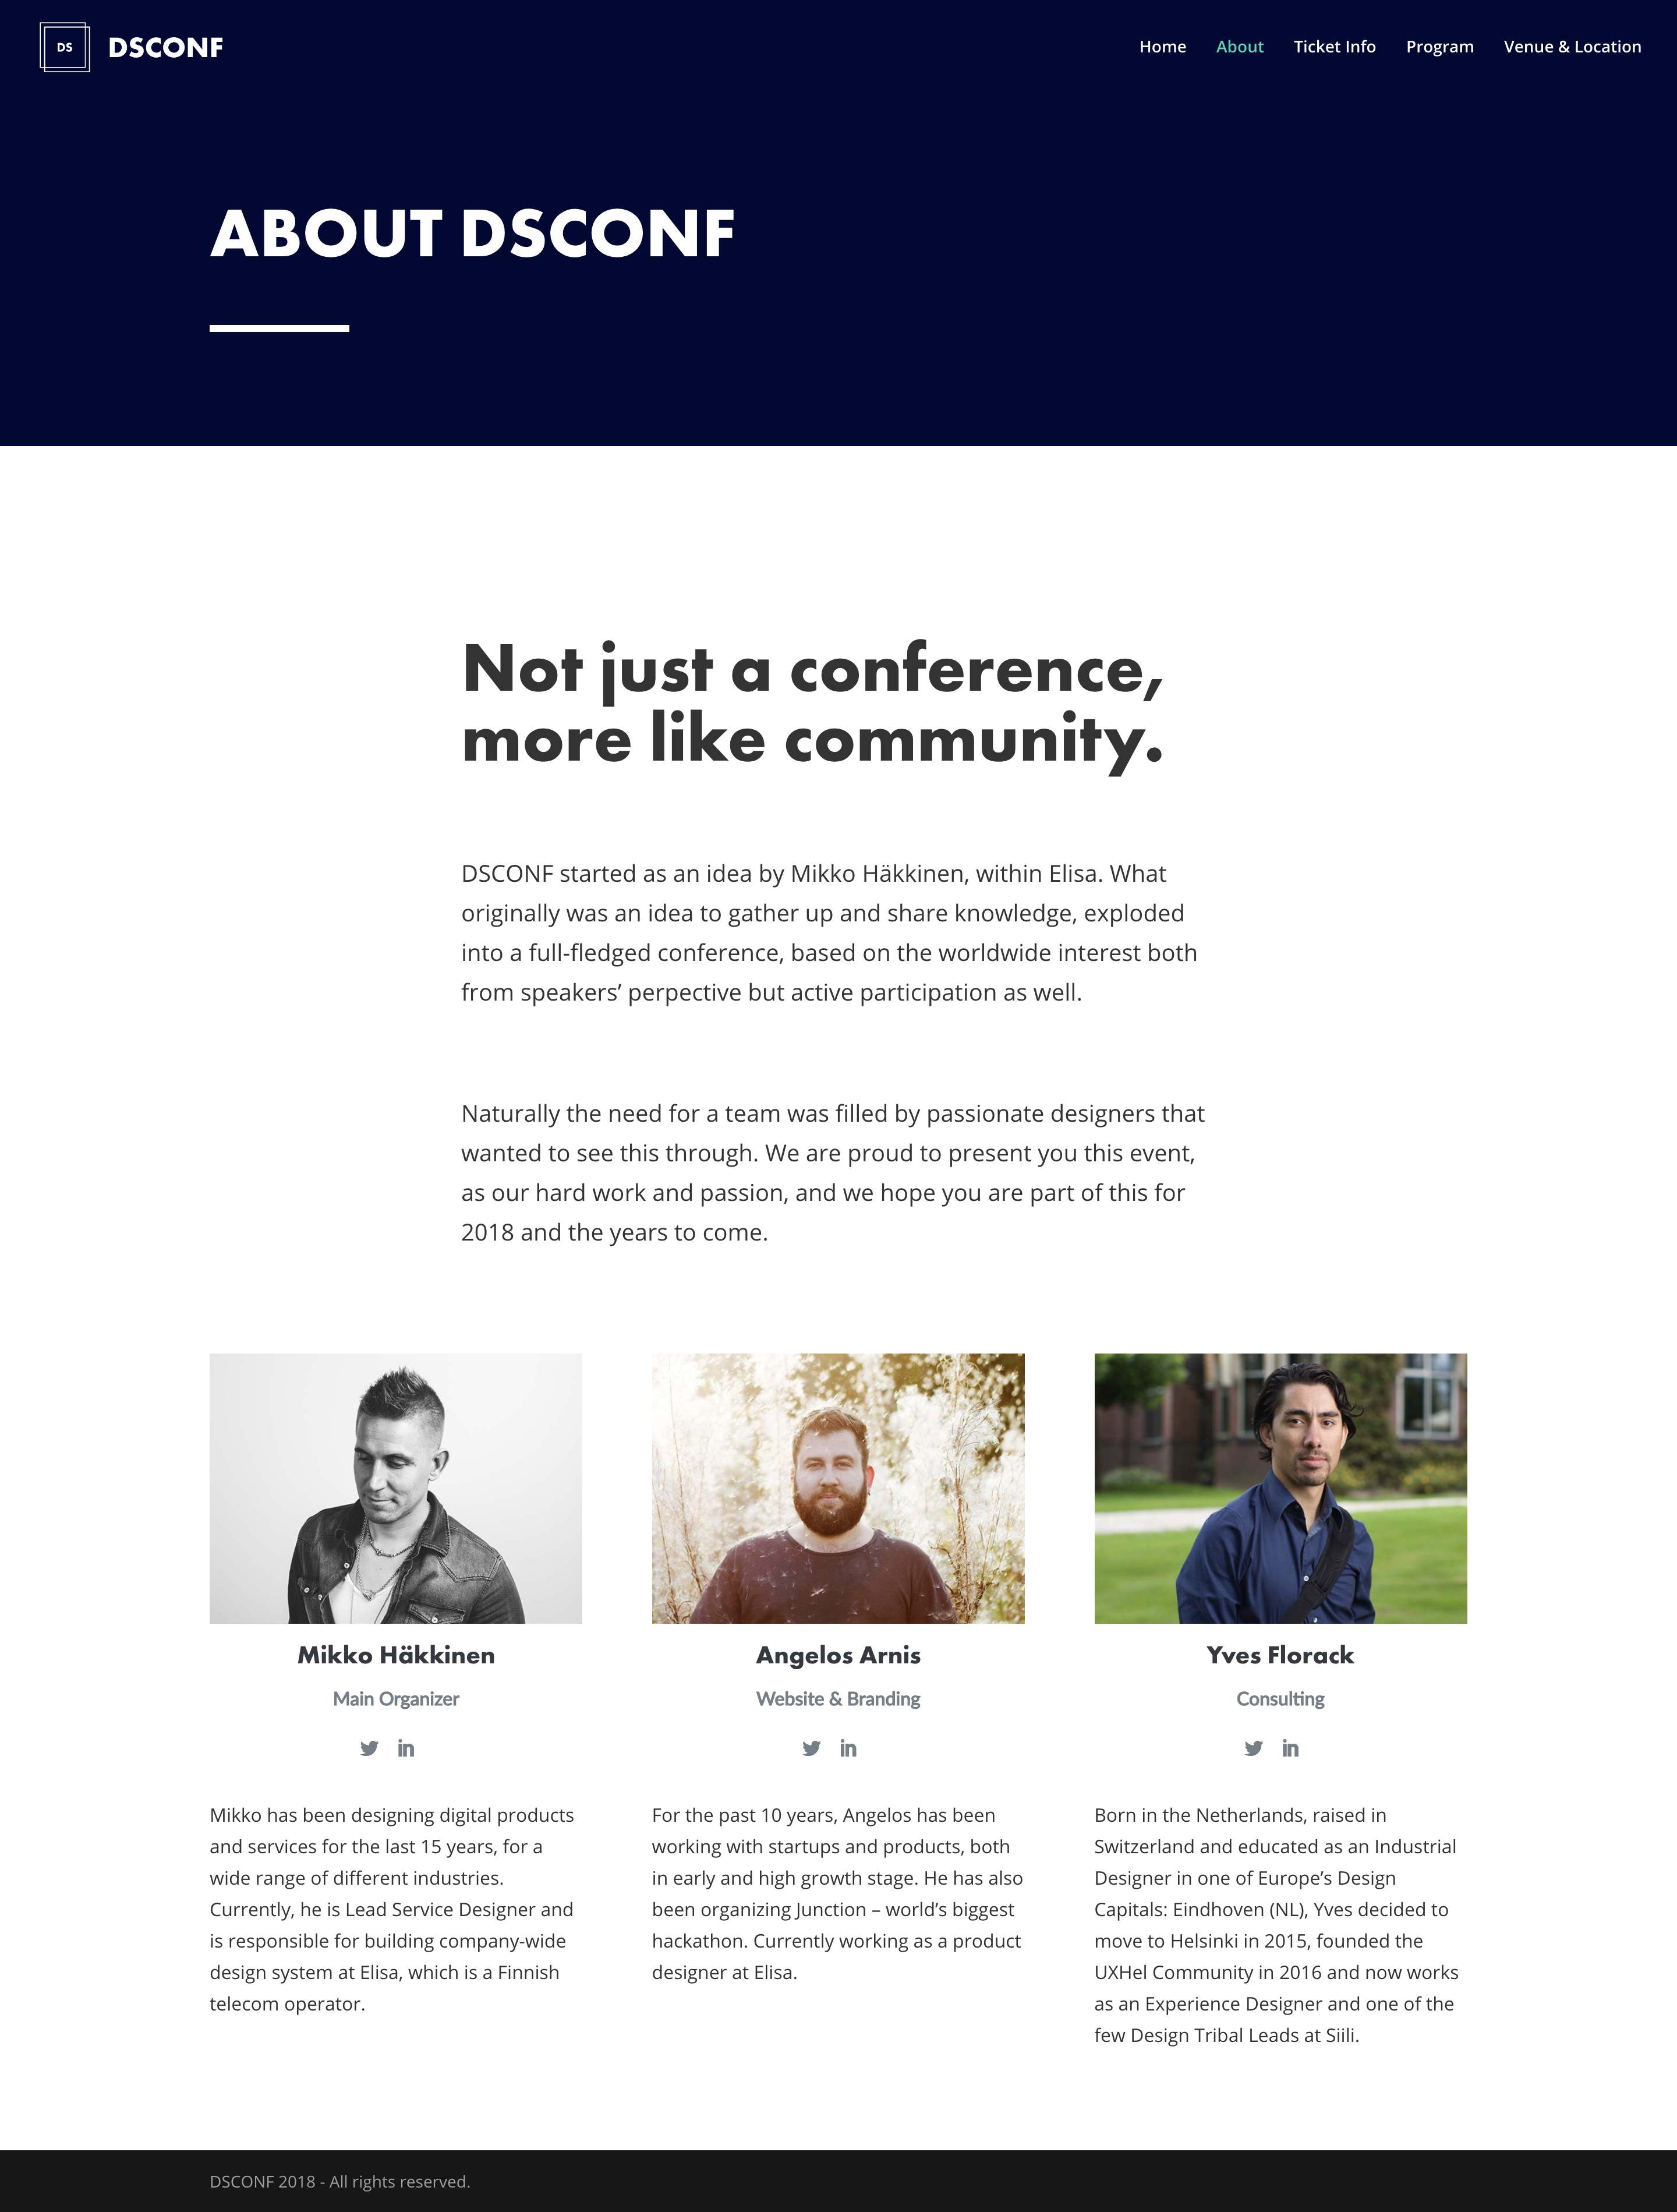 DS DSCONF
Home About Ticket Info Program Venue & Location
ABOUT DSCONF
Not just a conference,
more like community.
DSCONF started as an idea by Mikko Häkkinen, within Elisa. What
originally was an idea to gather up and share knowledge, exploded
into a full-fledged conference, based on the worldwide interest both
from speakers’ perpective but active participation as well.
Naturally the need for a team was filled by passionate designers that
wanted to see this through. We are proud to present you this event,
as our hard work and passion, and we hope you are part of this for
2018 and the years to come.
Mikko Häkkinen
Main Organizer
in
Mikko has been designing digital products
and services for the last 15 years, for a
wide range of different industries.
Currently, he is Lead Service Designer and
is responsible for building company-wide
design system at Elisa, which is a Finnish
telecom operator.
Angelos Arnis
Website & Branding
in
For the past 10 years, Angelos has been
working with startups and products, both
in early and high growth stage. He has also
been organizing Junction – world’s biggest
hackathon. Currently working as a product
designer at Elisa.
Yves Florack
Consulting
in
Born in the Netherlands, raised in
Switzerland and educated as an Industrial
Designer in one of Europe’s Design
Capitals: Eindhoven (NL), Yves decided to
move to Helsinki in 2015, founded the
UXHel Community in 2016 and now works
as an Experience Designer and one of the
few Design Tribal Leads at Siili.
DSCONF 2018 - All rights reserved.